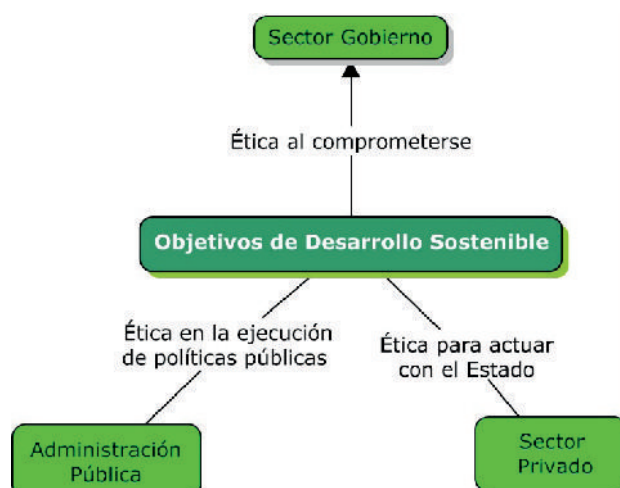 Sector Gobierno
Ética al comprometerse
Objetivos de Desarrollo Sostenible
Ética en la ejecución
de políticas públicas
Ética para actuar
con el Estado
Administración
Pública
Sector
Privado